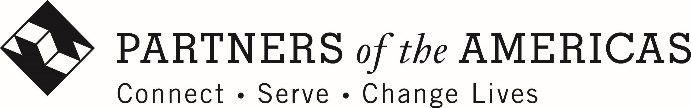 PARTNERS of the AMERICAS
Connect • Serve • Change Lives